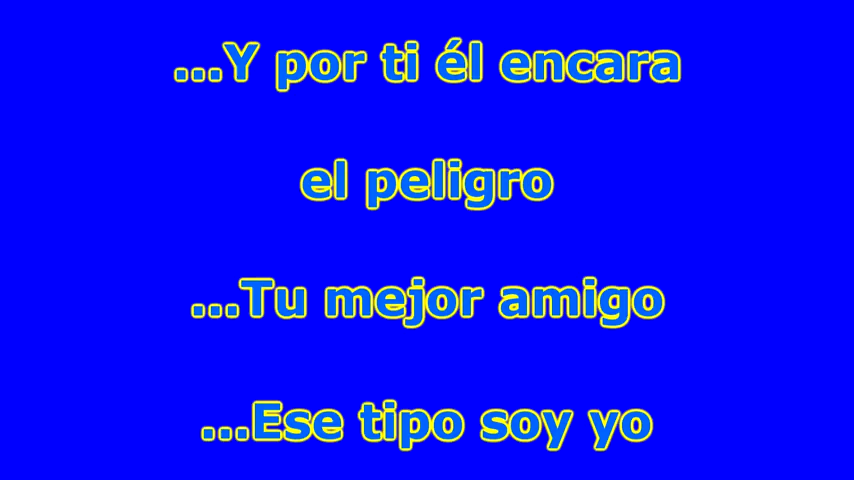 ...Y por ti él encara
el peligro
...Tu mejor amigo
...Ese tipo soy yo